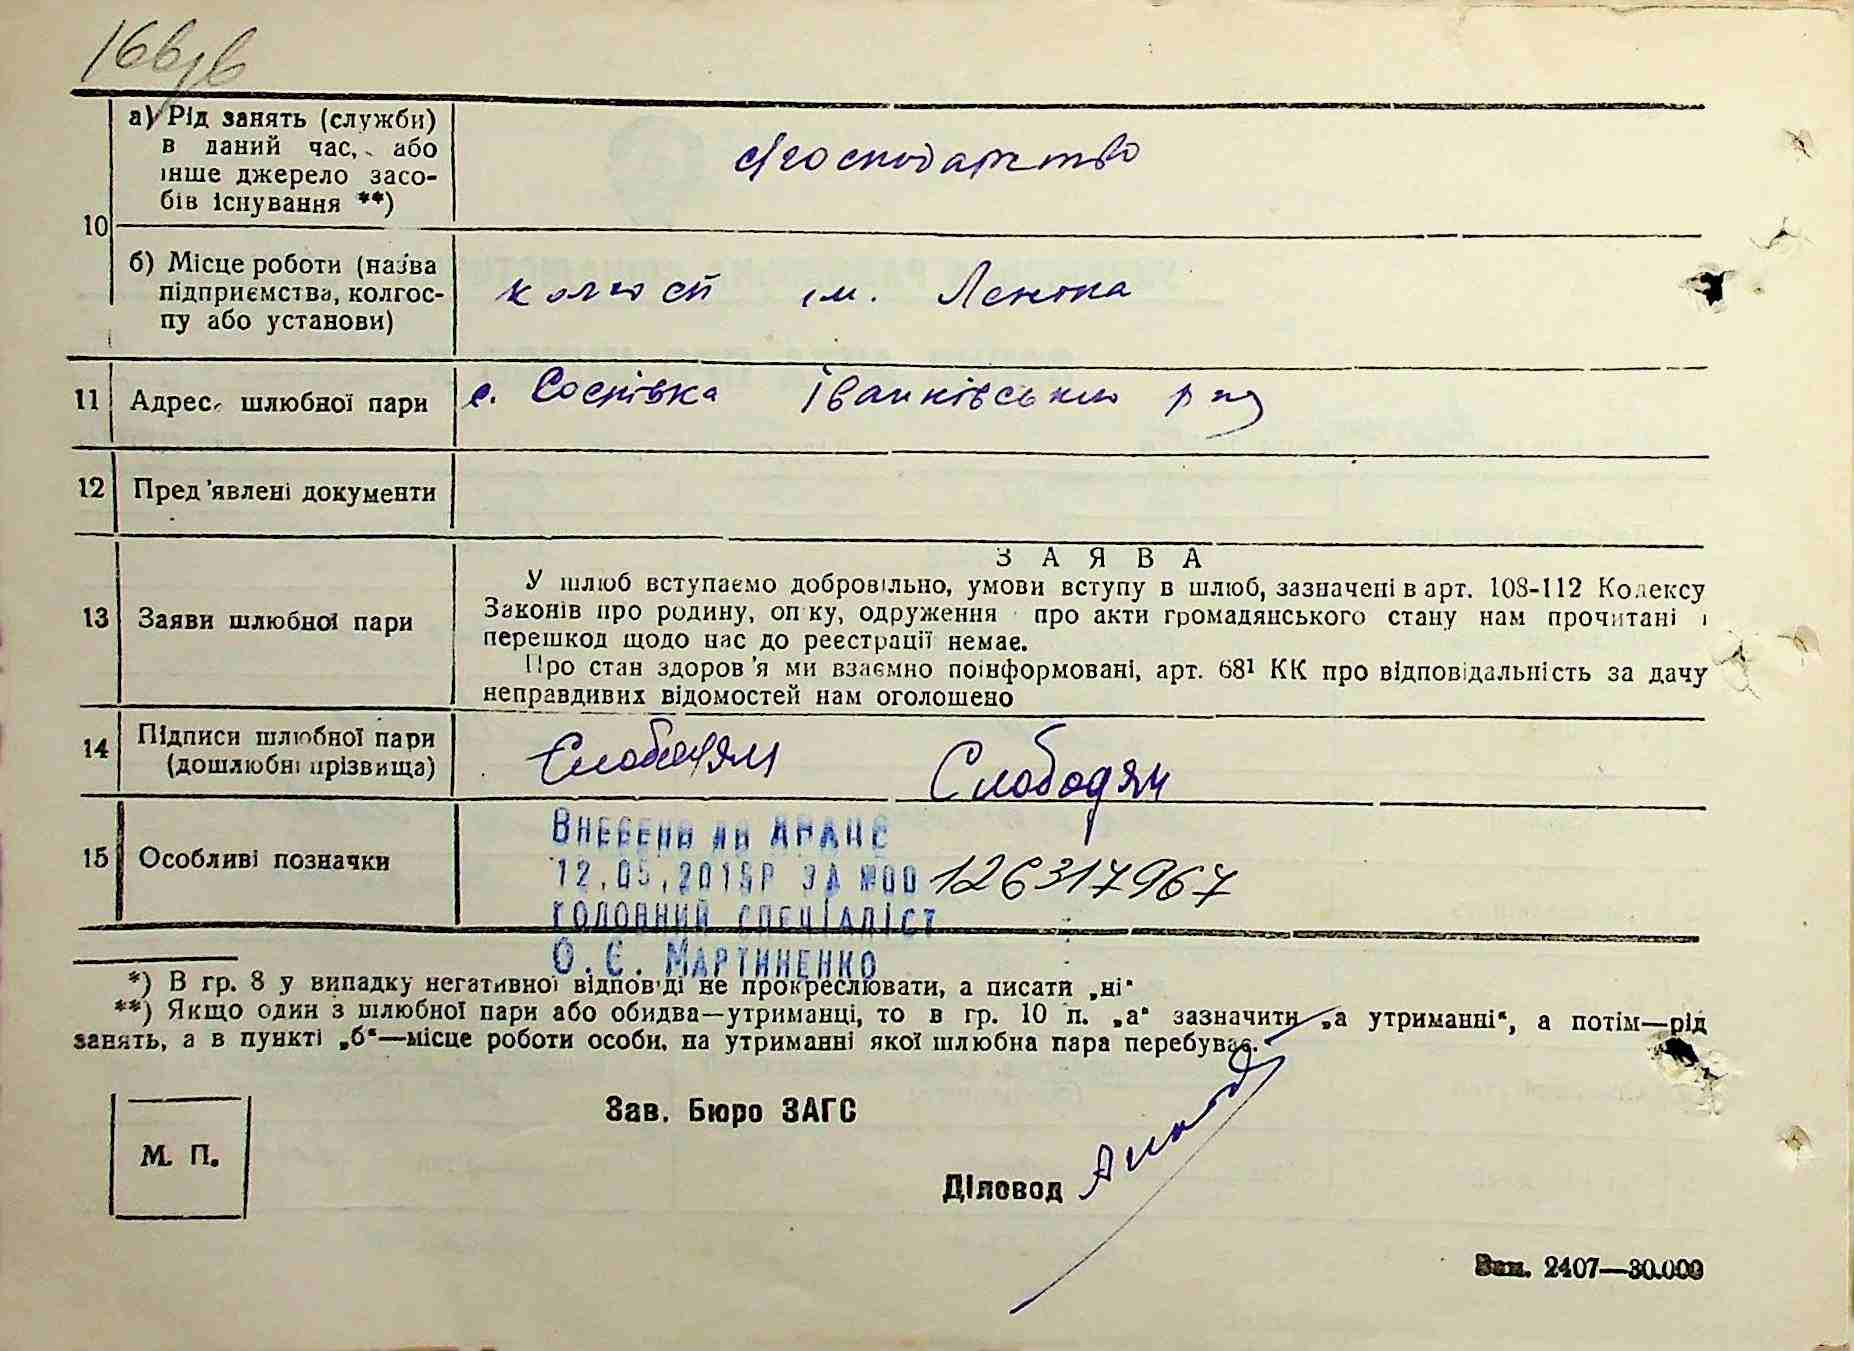 а) Рід занять (служби)
в даний час, або
інше джерело засо-
бів існування **)
с/господарство
10
б) Місце роботи (назва
підприємства, колгос-
пу або установи)
колгосп ім. Леніна
11 Адрес шлюбної пари с. Соснівка Іванківського р-ну
12 Пред'явлені документи
З А Я В А
У шлюб вступаємо добровільно, умови вступу в шлюб, зазначені в арт. 108-112 Кодексу
Законів про родину, опіку, одруження про акти громадянського стану нам прочитані і
перешкод щодо нас до реестрації немає.
13 Заяви шлюбної пари
Про стан здоров'я ми взаємно поінформовані, арт. 68¹ КК про відповідальність за дачу
неправдивих відомостей нам оголошено
14 Підписи шлюбної пари
(дошлюбні прізвища)
Слободян Слободян
15 Особливі позначки
Внесено до ДРАЦС
12.05.2015Р ЗА №00 126317967
головний спеціаліст
О.Є. Мартиненко
*) В гр. 8 у випадку негативної відповіді не прокреслювати, а писати „ні“
**) Якщо один з шлюбної пари або обидва—утриманці, то в гр. 10 п. „а“ зазначити „а утриманні“, а потім—рід
занять, а в пункті „б“—місце роботи особи, на утриманні якої шлюбна пара перебуває.
Зав. Бюро ЗАГС
М. П.
Діловод
Зам. 2407—30.000